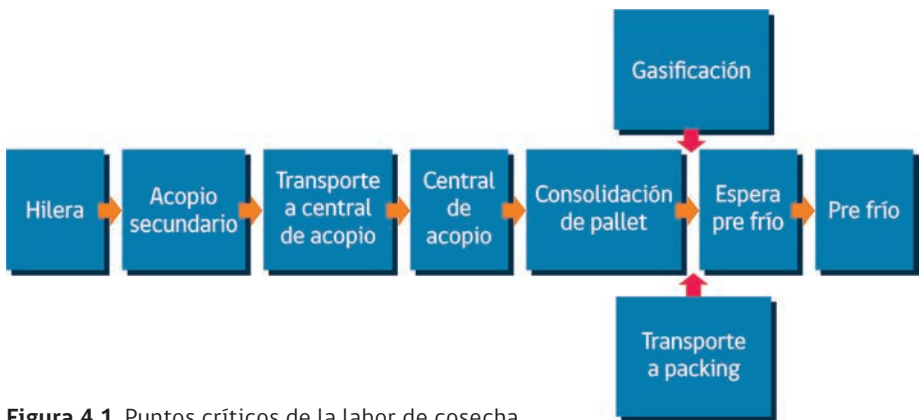 Gasificación
Hilera
Acopio
secundario
Transporte
a central
de acopio
Central
de
acopio
Consolidación
de pallet
Espera
pre frío
Pre frío
Transporte
a packing
Figura 4.1. Puntos críticos de la labor de cosecha